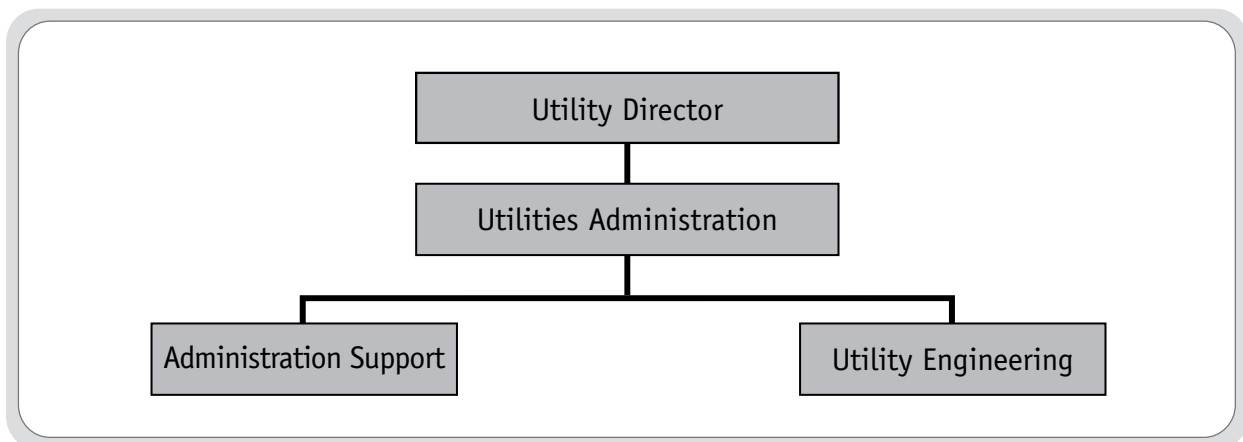 Utility Director
Utilities Administration
Administration Support
Utility Engineering